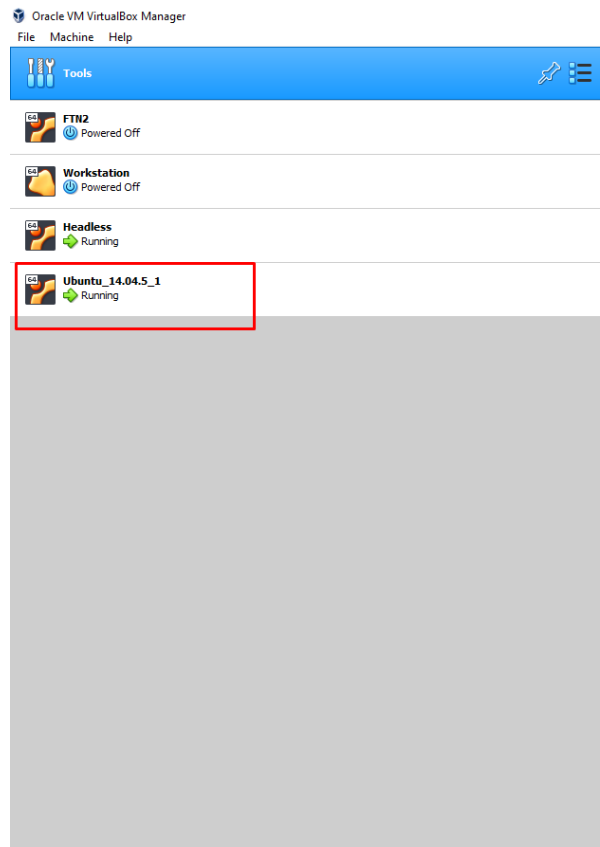 Oracle VM VirtualBox Manager
File Machine Help
Tools
64
FTN2
Powered Off
64
Workstation
Powered Off
64
Headless
Running
64
Ubuntu_14.04.5_1
Running